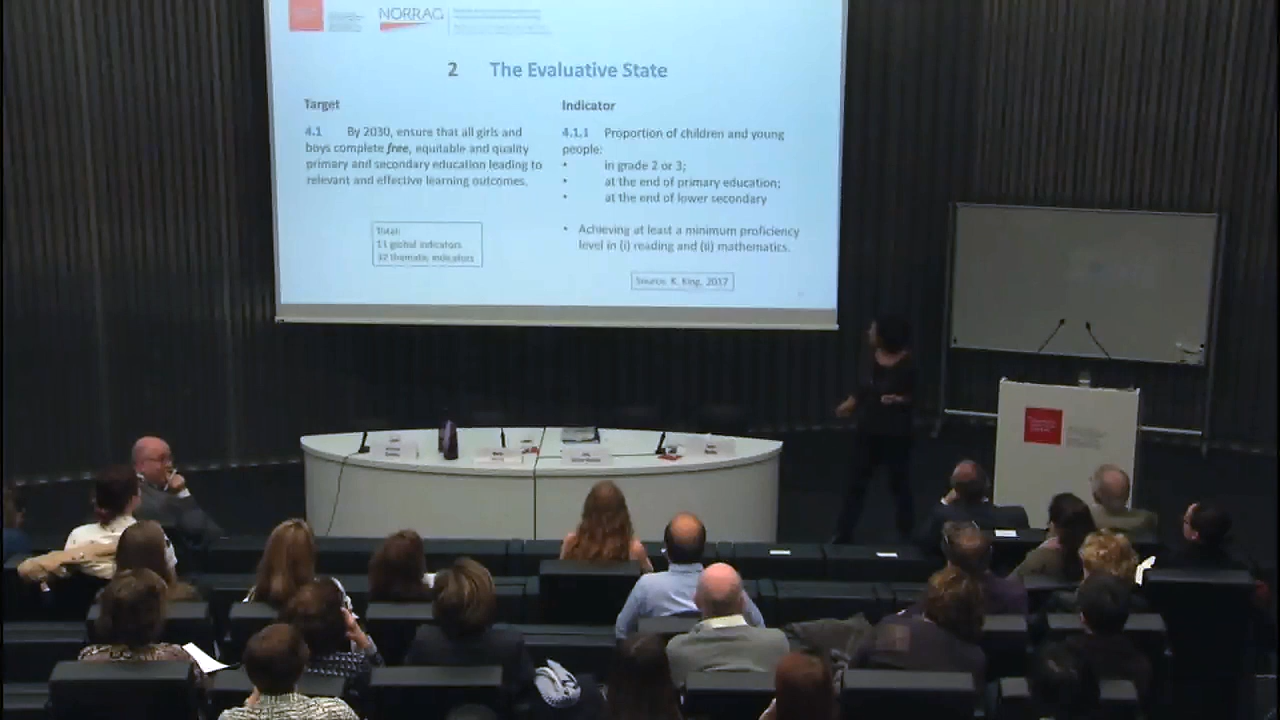 NORRAG
2 The Evaluative State
Target
4.1 By 2030, ensure that all girls and
boys complete free, equitable and quality
primary and secondary education leading to
relevant and effective learning outcomes.
Total:
11 global indicators
32 thematic indicators
Indicator
4.1.1 Proportion of children and young
people:
• in grade 2 or 3;
• at the end of primary education;
• at the end of lower secondary
• Achieving at least a minimum proficiency
level in (i) reading and (ii) mathematics.
Source: K. King, 2017